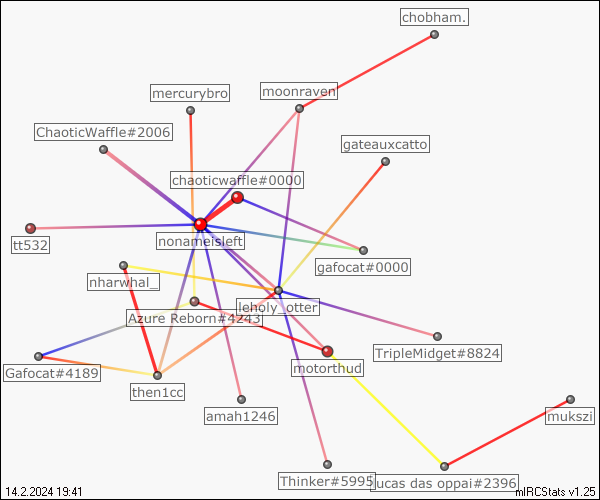 chobham.
mercurybro
moonraven
ChaoticWaffle#2006
gateauxcatto
chaoticwaffle#0000
tt532
nonameisleft
gafocat#0000
nharwhal_
leholy_otter
Azure Reborn#4243
TripleMidget#8824
Gafocat#4189
motorthud
then1cc
amah1246
mukszi
Thinker#5995
lucas das oppai#2396
14.2.2024 19:41
mIRCStats v1.25